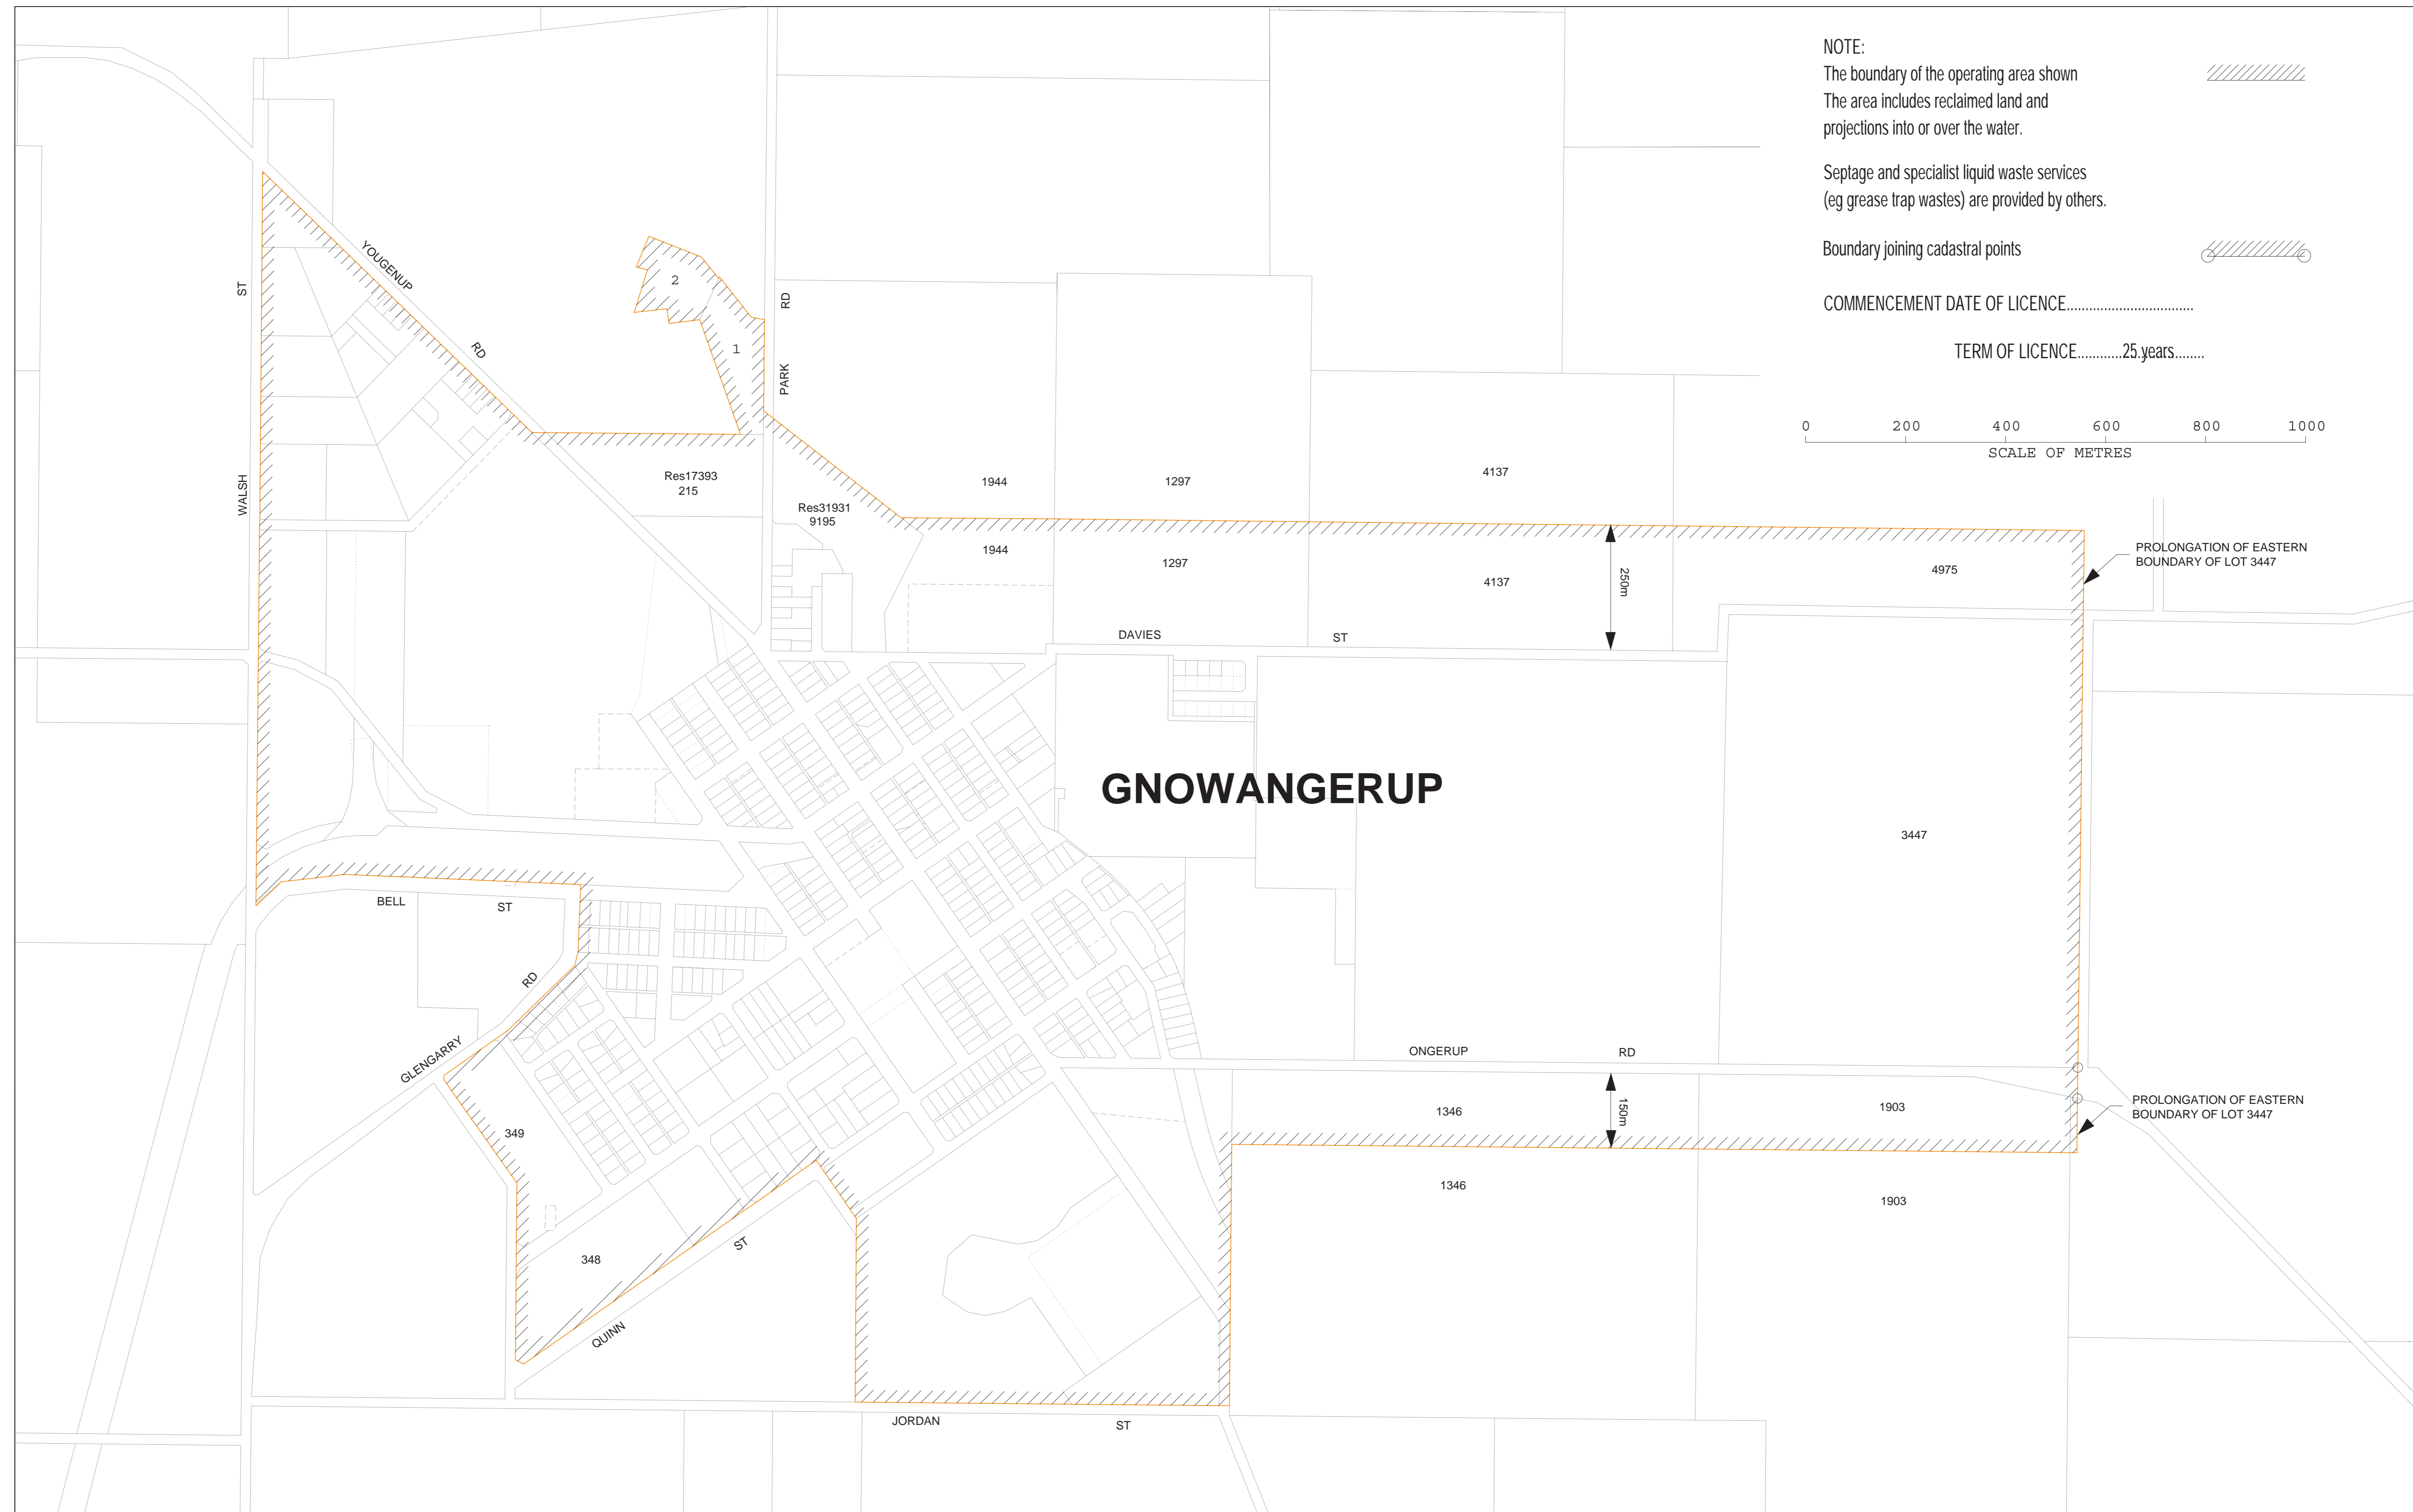 NOTE:
The boundary of the operating area shown
The area includes reclaimed land and
projections into or over the water.
Septage and specialist liquid waste services
(eg grease trap wastes) are provided by others.
Boundary joining cadastral points
COMMENCEMENT DATE OF LICENCE..................................
TERM OF LICENCE............25 years.........
0 200 400 600 800 1000
SCALE OF METRES
YOUGENUP
RD
ST
WALSH
2
1
RD
PARK
Res17393
215
Res31931
9195
1944
1297
4137
1944
1297
4137
250m
4975
PROLONGATION OF EASTERN
BOUNDARY OF LOT 3447
DAVIES
ST
GNOWANGERUP
3447
BELL
ST
RD
GLENGARRY
ONGERUP
RD
1346
150m
1903
PROLONGATION OF EASTERN
BOUNDARY OF LOT 3447
349
1346
1903
348
ST
QUINN
JORDAN
ST